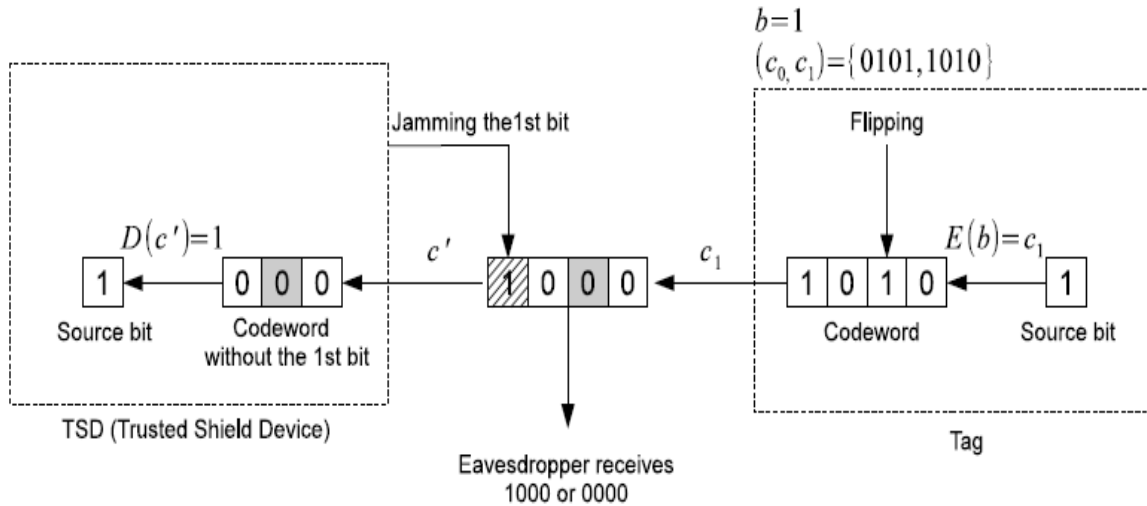 b=1
(c0, c1)={0101,1010}
Jamming the1st bit
Flipping
D(c')=1
c'
c1
E(b)=c1
1
0 0 0
1 0 0 0
1 0 1 0
1
Source bit
Codeword
without the 1st bit
Codeword
Source bit
TSD (Trusted Shield Device)
Tag
Eavesdropper receives
1000 or 0000